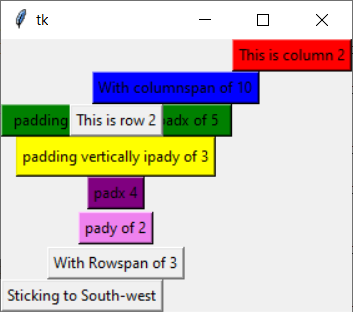 tk
This is column 2
With columnspan of 10
padding This is row 2 adx of 5
padding vertically ipady of 3
padx 4
pady of 2
With Rowspan of 3
Sticking to South-west